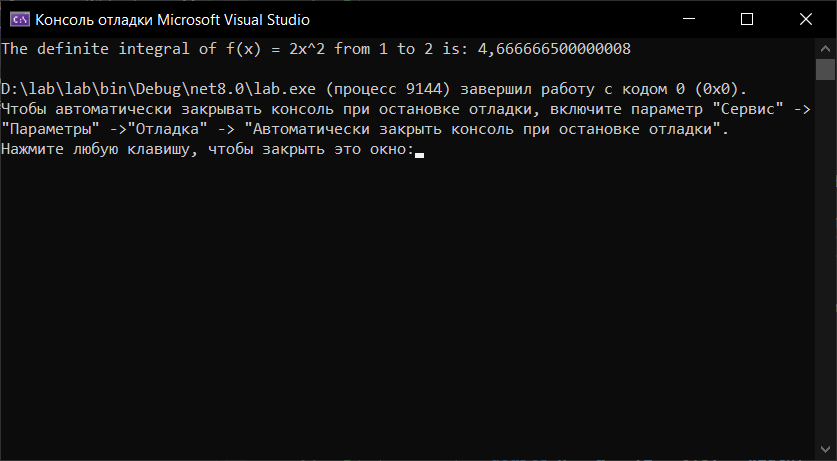 Консоль отладки Microsoft Visual Studio
The definite integral of f(x) = 2x^2 from 1 to 2 is: 4,666666500000008
D:\lab\lab\bin\Debug\net8.0\lab.exe (процесс 9144) завершил работу с кодом 0 (0x0).
Чтобы автоматически закрывать консоль при остановке отладки, включите параметр "Сервис" ->
"Параметры" ->"Отладка" -> "Автоматически закрыть консоль при остановке отладки".
Нажмите любую клавишу, чтобы закрыть это окно: